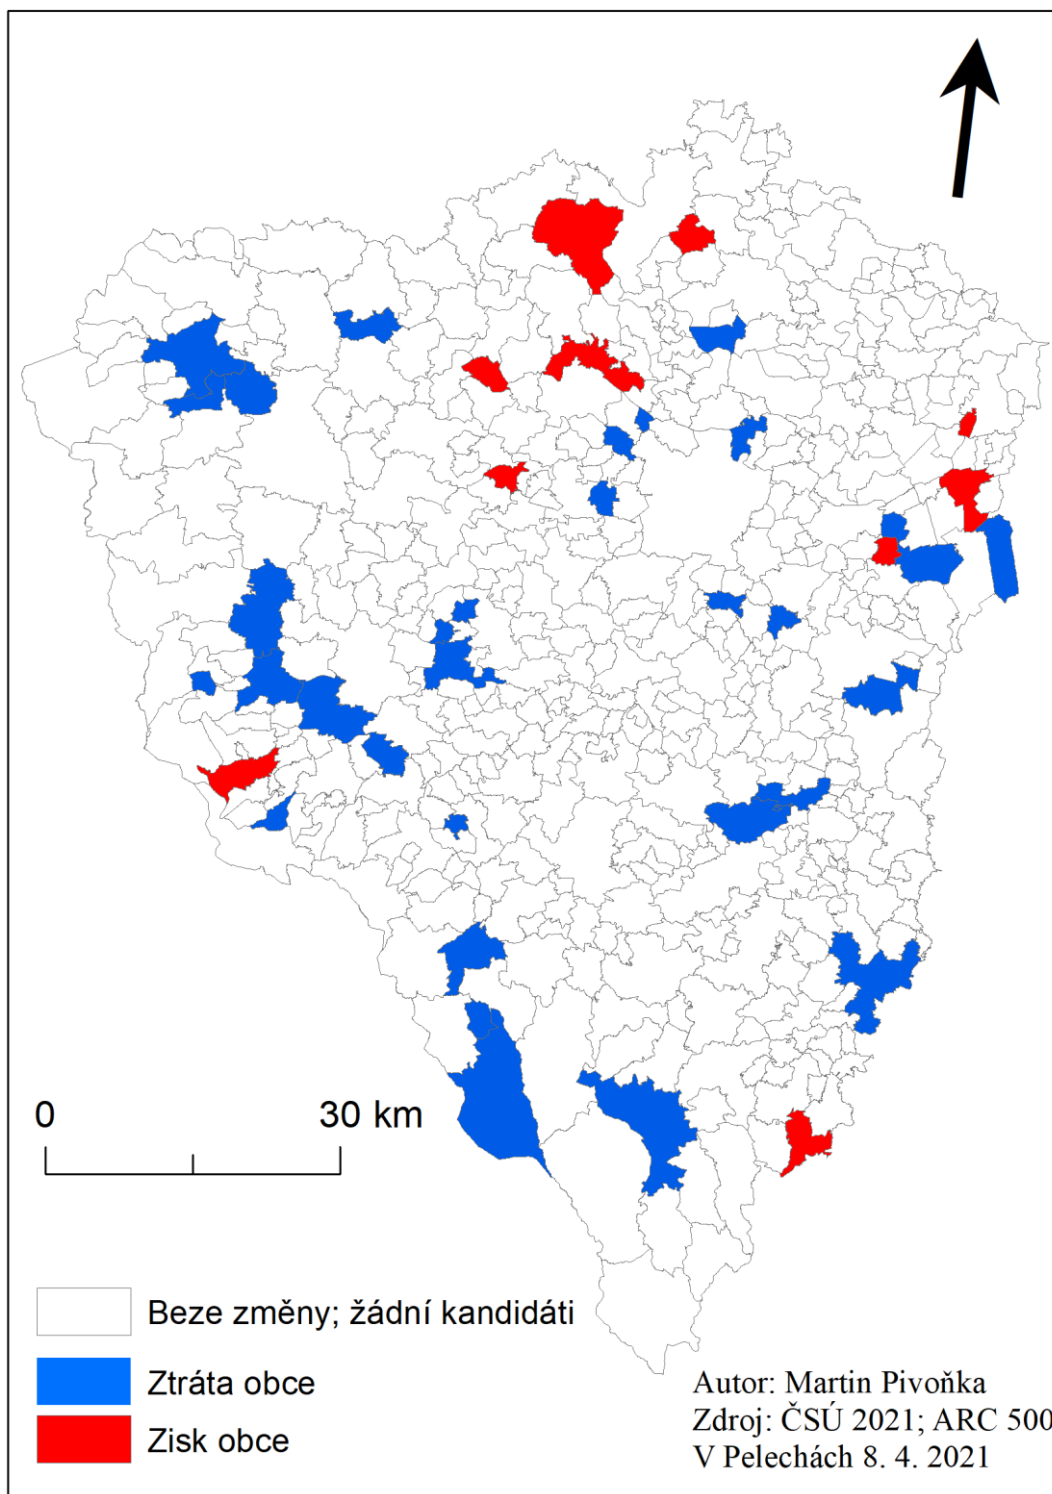 0 30 km
Beze změny; žádní kandidáti
Ztráta obce
Zisk obce
Autor: Martin Pivoňka
Zdroj: ČSÚ 2021; ARC 500
V Pelechách 8. 4. 2021